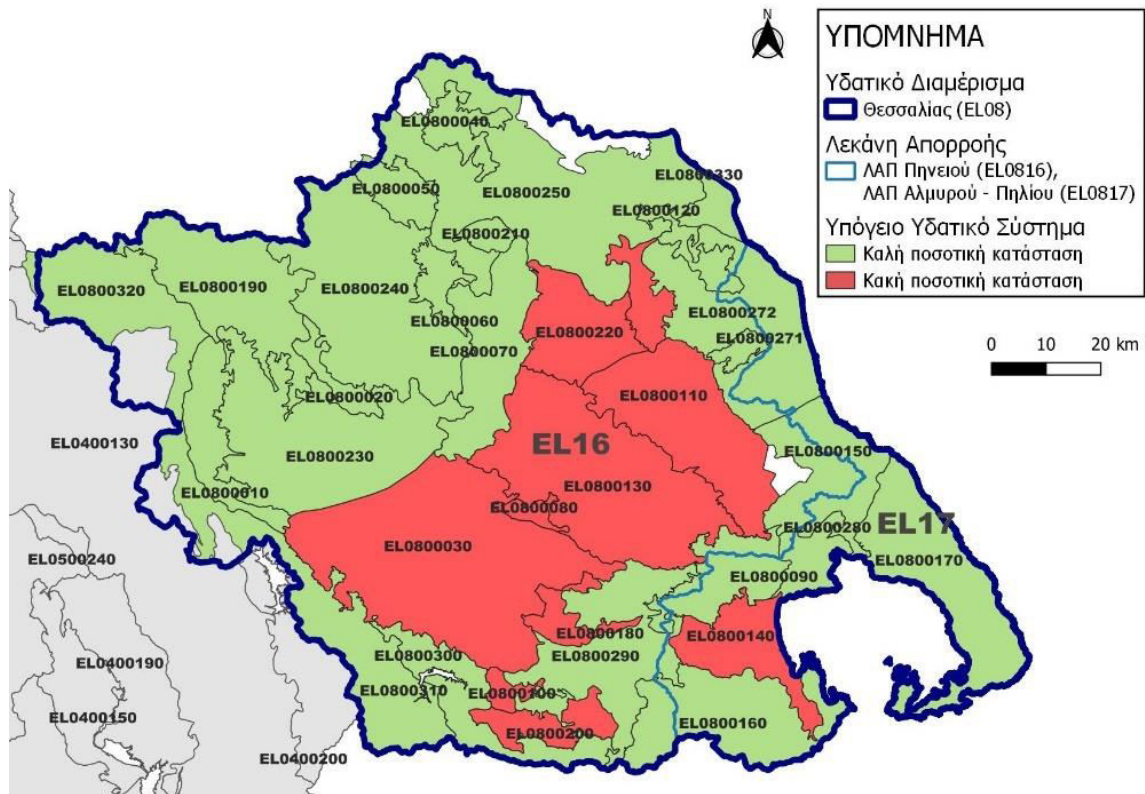 N
ΥΠΟΜΝΗΜΑ
Υδατικό Διαμέρισμα
Θεσσαλίας (EL08)
Λεκάνη Απορροής
ΛΑΠ Πηνειού (EL0816),
ΛΑΠ Αλμυρού - Πηλίου (EL0817)
Υπόγειο Υδατικό Σύστημα
Καλή ποσοτική κατάσταση
Κακή ποσοτική κατάσταση
0 10 20 km
EL0800040
EL0800330
EL0800050
EL0800250
EL0800120
EL0800210
EL0800320
EL0800190
EL0800240
EL0800272
EL0800060
EL0800220
EL0800271
EL0800070
EL0800020
EL0800110
EL0400130
EL16
EL0800230
EL0800150
EL0800010
EL0800130
EL0800080
EL0800280
EL17
EL0800030
EL0500240
EL0800170
EL0800090
EL0800180
EL0800140
EL0800300
EL0800290
EL0400190
EL0800310
EL0800100
EL0400150
EL0800160
EL0800200
EL0400200